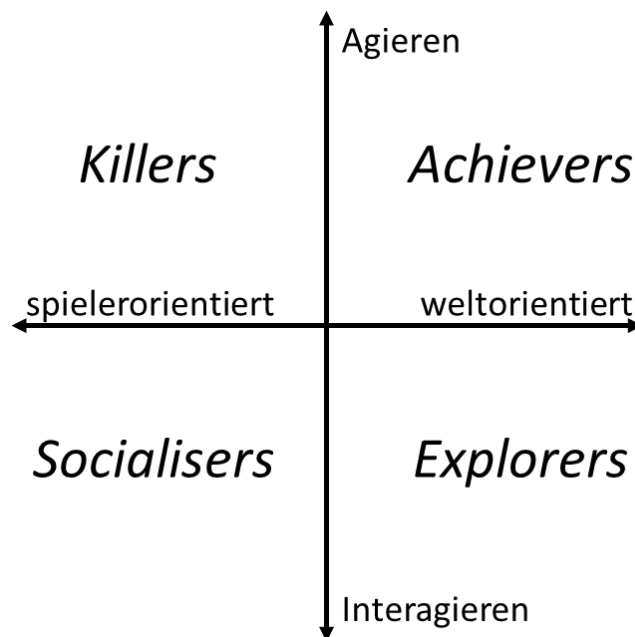 Agieren
Killers
Achievers
spielerorientiert
weltorientiert
Socialisers
Explorers
Interagieren